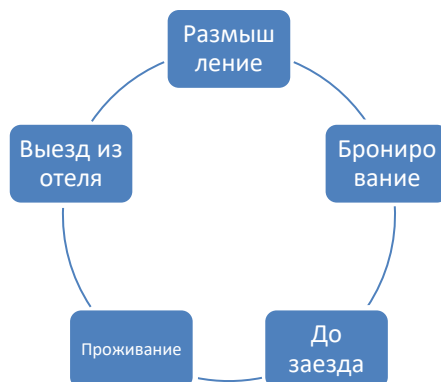 Размыш
ление
Брониро
вание
До
заезда
Проживание
Выезд из
отеля